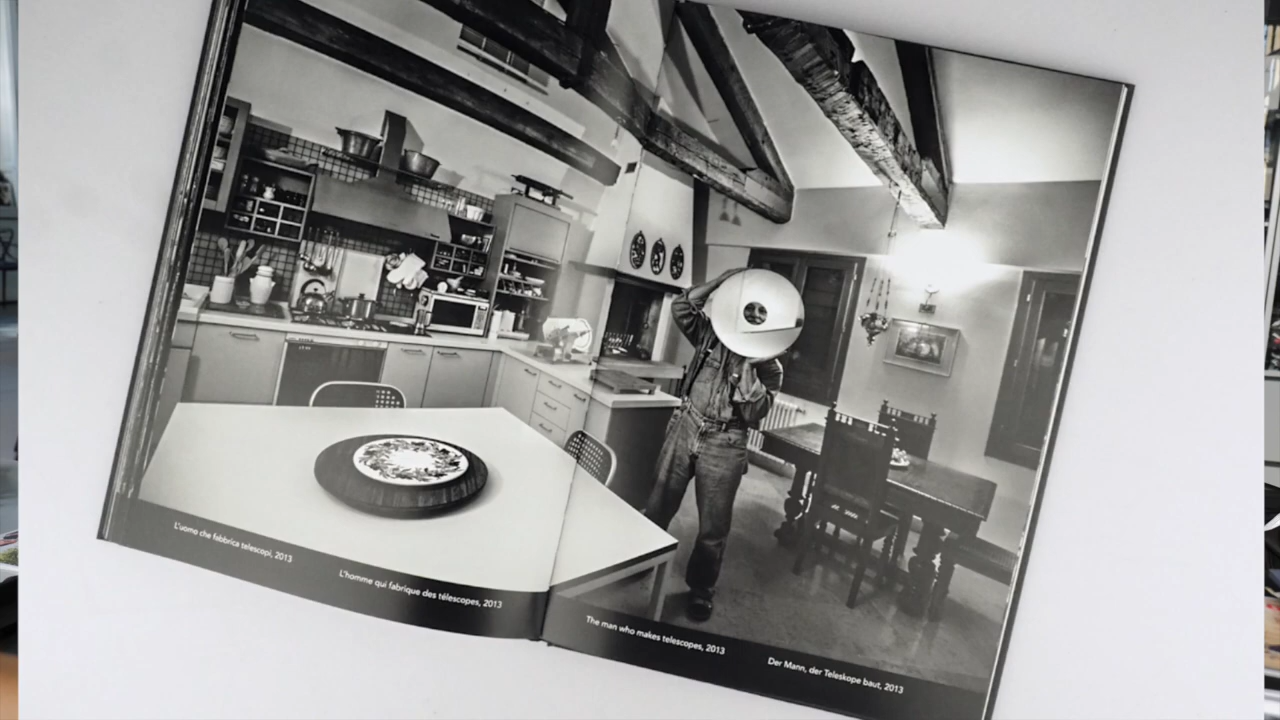 L'uomo che fabbrica telescopi, 2013
L'homme qui fabrique des télescopes, 2013
The man who makes telescopes, 2013
Der Mann, der Teleskope baut, 2013